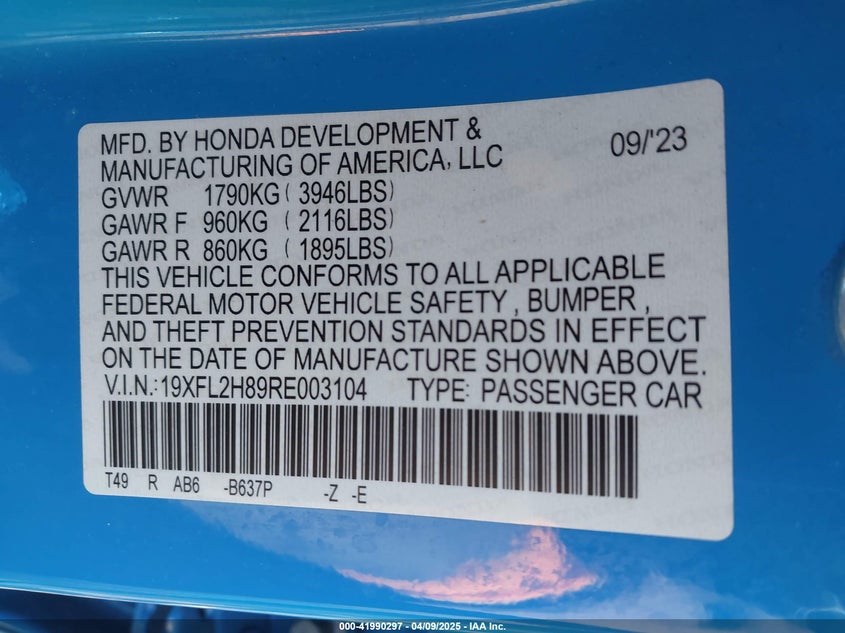 MFD. BY HONDA DEVELOPMENT &
MANUFACTURING OF AMERICA, LLC 09/'23
GVWR 1790KG ( 3946LBS)
GAWR F 960KG ( 2116LBS)
GAWR R 860KG ( 1895LBS)
THIS VEHICLE CONFORMS TO ALL APPLICABLE
FEDERAL MOTOR VEHICLE SAFETY , BUMPER ,
AND THEFT PREVENTION STANDARDS IN EFFECT
ON THE DATE OF MANUFACTURE SHOWN ABOVE.
V.I.N.: 19XFL2H89RE003104 TYPE: PASSENGER CAR
T49 R AB6 -B637P -Z -E
000-41990297 - 04/09/2025 - IAA Inc.